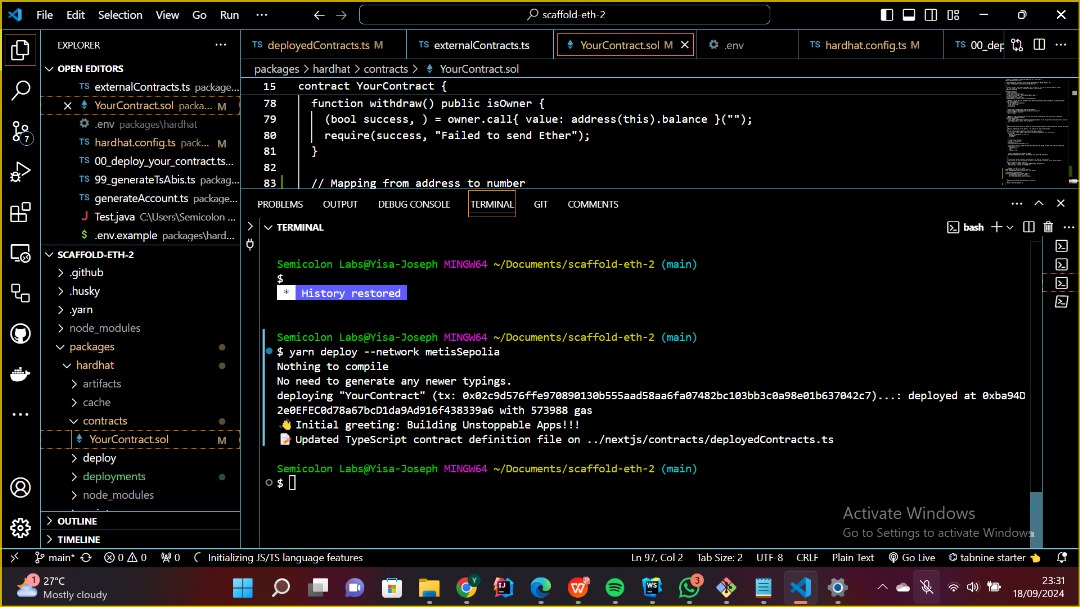 File Edit Selection View Go Run ··· scaffold-eth-2
EXPLORER
OPEN EDITORS
TS externalContracts.ts package...
YourContract.sol packa... M
.env packages\hardhat
TS hardhat.config.ts pack... M
TS 00_deploy_your_contract.ts...
TS 99_generateTsAbis.ts packag...
TS generateAccount.ts package...
J Test.java C:\Users\Semicolon ...
$ .env.example packages\hard...
SCAFFOLD-ETH-2
.github
.husky
.yarn
node_modules
packages
hardhat
artifacts
cache
contracts
YourContract.sol M
deploy
deployments
node_modules
OUTLINE
TIMELINE
7
TS deployedContracts.ts M TS externalContracts.ts YourContract.sol M .env TS hardhat.config.ts M TS 00_dep
packages > hardhat > contracts > YourContract.sol
15 contract YourContract {
78 function withdraw() public isOwner {
79 (bool success, ) = owner.call{ value: address(this).balance }("");
80 require(success, "Failed to send Ether");
81 }
82
83 // Mapping from address to number
PROBLEMS OUTPUT DEBUG CONSOLE TERMINAL GIT COMMENTS
TERMINAL bash
Semicolon Labs@Yisa-Joseph MINGW64 ~/Documents/scaffold-eth-2 (main)
$
* History restored
Semicolon Labs@Yisa-Joseph MINGW64 ~/Documents/scaffold-eth-2 (main)
$ yarn deploy --network metisSepolia
Nothing to compile
No need to generate any newer typings.
deploying "YourContract" (tx: 0x02c9d576ffe970890130b555aad58aa6fa07482bc103bb3c0a98e01b637042c7)...: deployed at 0xba94D
2e0EFEC0d78a67bcD1da9Ad916f438339a6 with 573988 gas
👋 Initial greeting: Building Unstoppable Apps!!!
📝 Updated TypeScript contract definition file on ../nextjs/contracts/deployedContracts.ts
Semicolon Labs@Yisa-Joseph MINGW64 ~/Documents/scaffold-eth-2 (main)
$
Activate Windows
Go to Settings to activate Windows.
main* 0 0 0 Initializing JS/TS language features Ln 97, Col 2 Tab Size: 2 UTF-8 CRLF Plain Text Go Live tabnine starter 👈
1 27°C
Mostly cloudy
3
23:31
18/09/2024